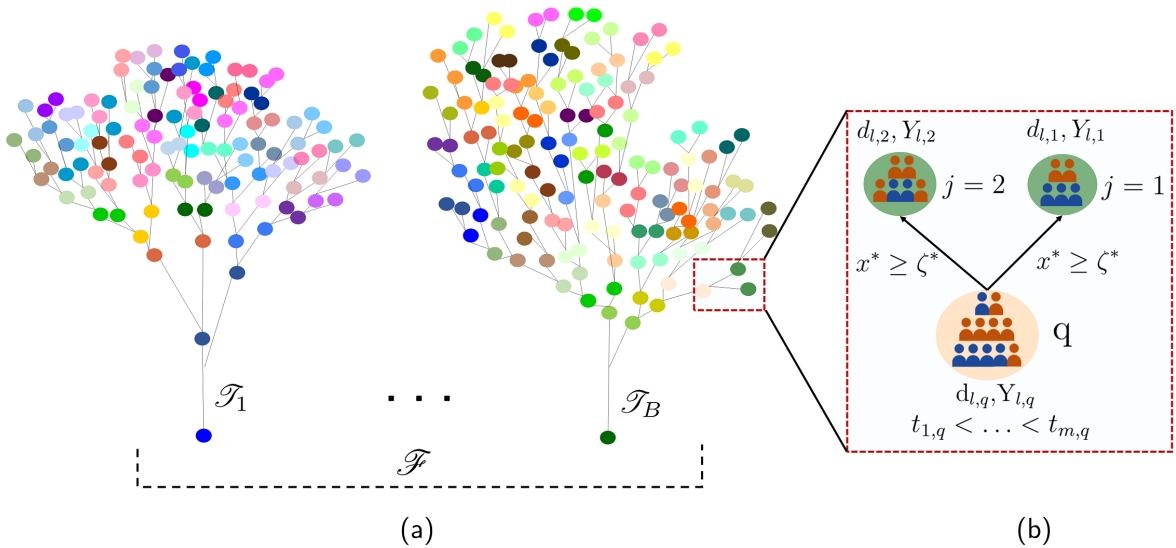 d_{l,2}, Y_{l,2}
d_{l,1}, Y_{l,1}
j = 2
j = 1
x^* ≥ ζ^*
x^* ≥ ζ^*
q
d_{l,q}, Y_{l,q}
t_{1,q} < … < t_{m,q}
𝒯_1
. . .
𝒯_B
ℱ
(a)
(b)